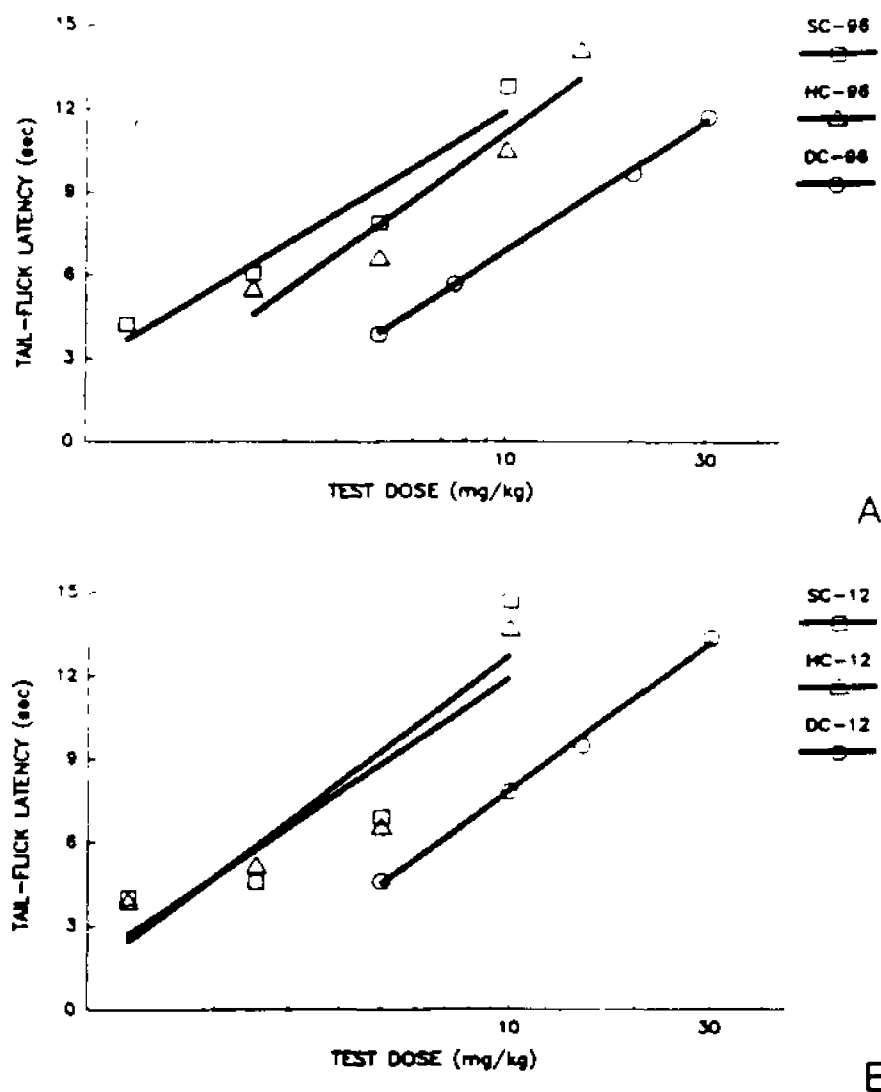 15
12
9
6
3
0
TAIL-FLICK LATENCY (sec)
10
30
TEST DOSE (mg/kg)
SC-96
HC-96
DC-96
A
15
12
9
6
3
0
TAIL-FLICK LATENCY (sec)
10
30
TEST DOSE (mg/kg)
SC-12
HC-12
DC-12